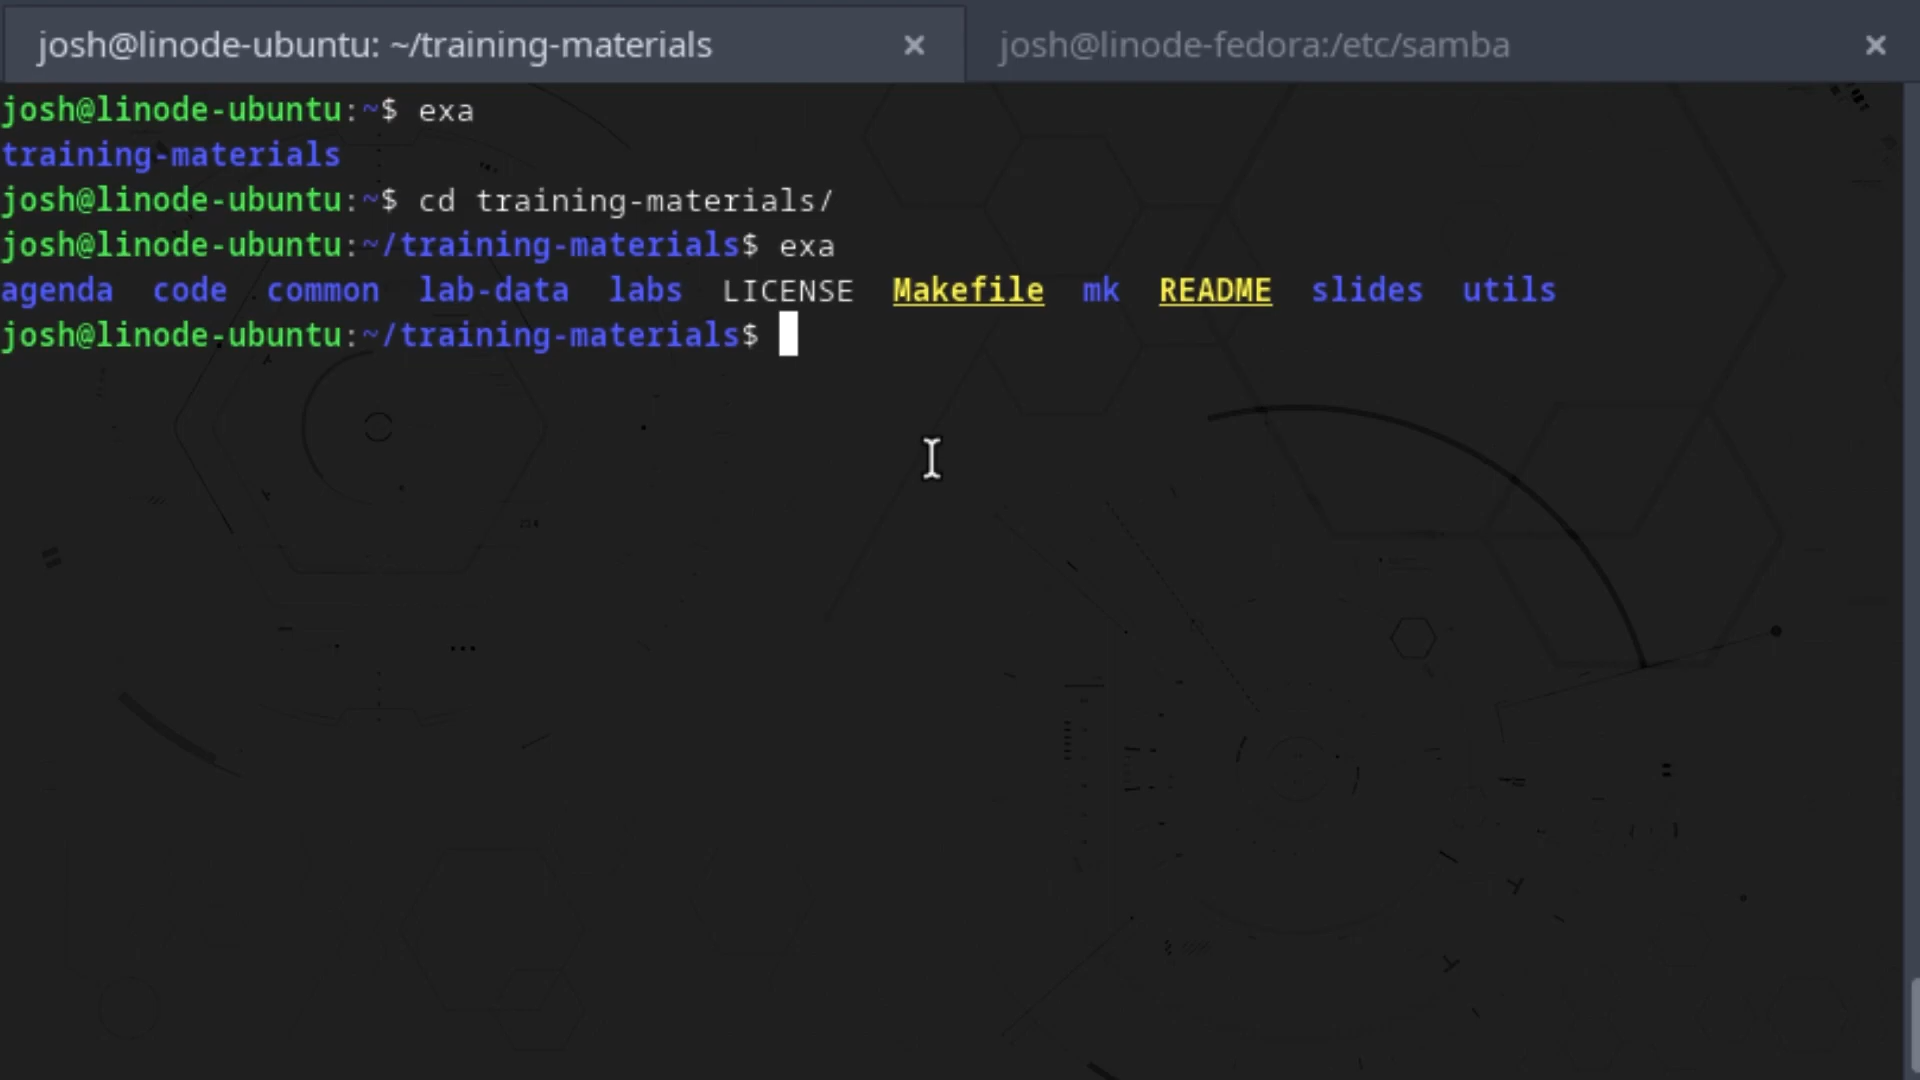 josh@linode-ubuntu: ~/training-materials × josh@linode-fedora:/etc/samba ×
josh@linode-ubuntu:~$ exa
training-materials
josh@linode-ubuntu:~$ cd training-materials/
josh@linode-ubuntu:~/training-materials$ exa
agenda code common lab-data labs LICENSE Makefile mk README slides utils
josh@linode-ubuntu:~/training-materials$